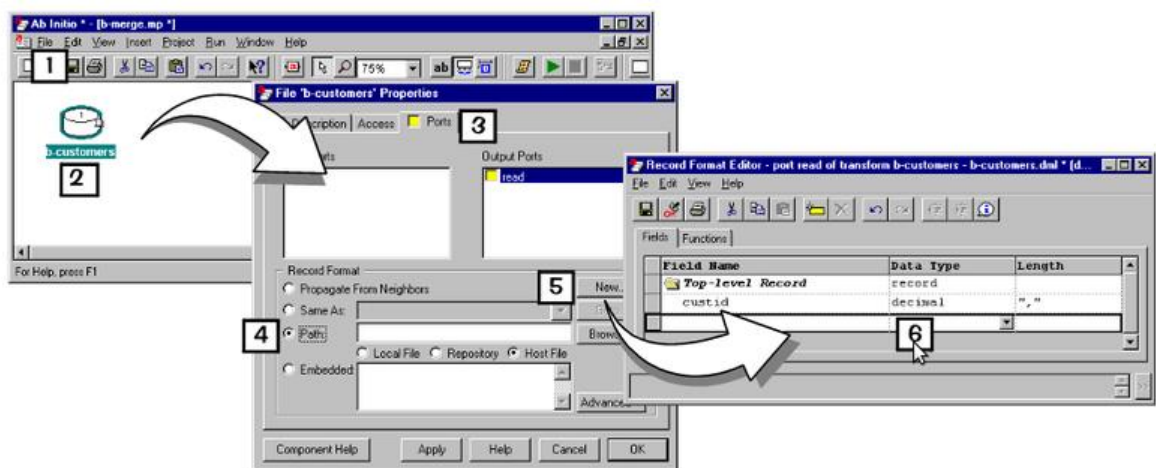 Ab Initio * - [b-merge.mp *]
File Edit View Insert Project Run Window Help
1
75%
ab
b-customers
2
For Help, press F1
File 'b-customers' Properties
Description Access Ports
3
Output Ports
read
Record Format
Propagate From Neighbors
Same As:
4
Path:
Local File Repository Host File
Embedded:
5
New...
Advanced...
Component Help Apply Help Cancel OK
Record Format Editor - port read of transform b-customers - b-customers.dml * [d...
File Edit View Help
Fields Functions
Field Name Data Type Length
Top-level Record record
custid decimal ","
6